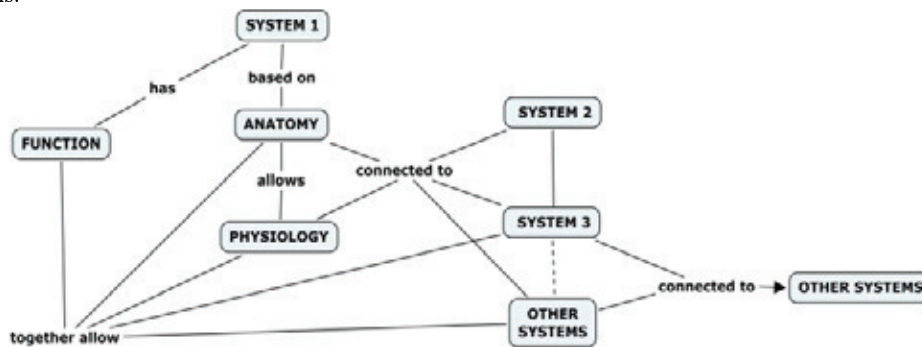 SYSTEM 1
has
based on
SYSTEM 2
FUNCTION
ANATOMY
allows
connected to
PHYSIOLOGY
SYSTEM 3
connected to
OTHER SYSTEMS
OTHER
SYSTEMS
together allow